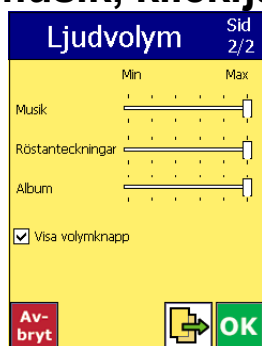 Ljudvolym
Sid
2/2
Min Max
Musik
Röstanteckningar
Album
Visa volymknapp
Av-
bryt
OK